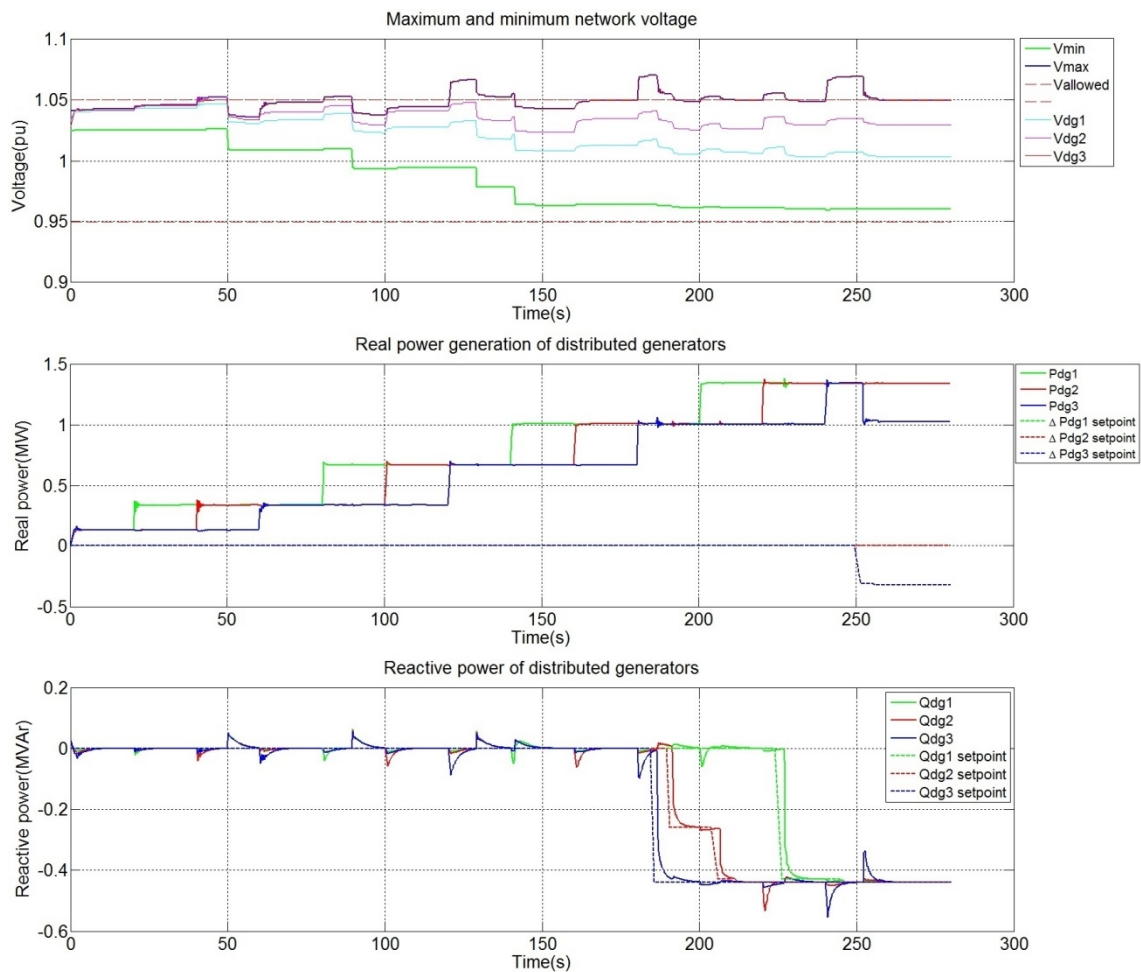 Maximum and minimum network voltage
1.1
1.05
1
0.95
0.9
Voltage(pu)
0
50
100
150
200
250
300
Time(s)
Vmin
Vmax
Vallowed
Vdg1
Vdg2
Vdg3
Real power generation of distributed generators
1.5
1
0.5
0
-0.5
Real power(MW)
0
50
100
150
200
250
300
Time(s)
Pdg1
Pdg2
Pdg3
Δ Pdg1 setpoint
Δ Pdg2 setpoint
Δ Pdg3 setpoint
Reactive power of distributed generators
0.2
0
-0.2
-0.4
-0.6
Reactive power(MVAr)
0
50
100
150
200
250
300
Time(s)
Qdg1
Qdg2
Qdg3
Qdg1 setpoint
Qdg2 setpoint
Qdg3 setpoint